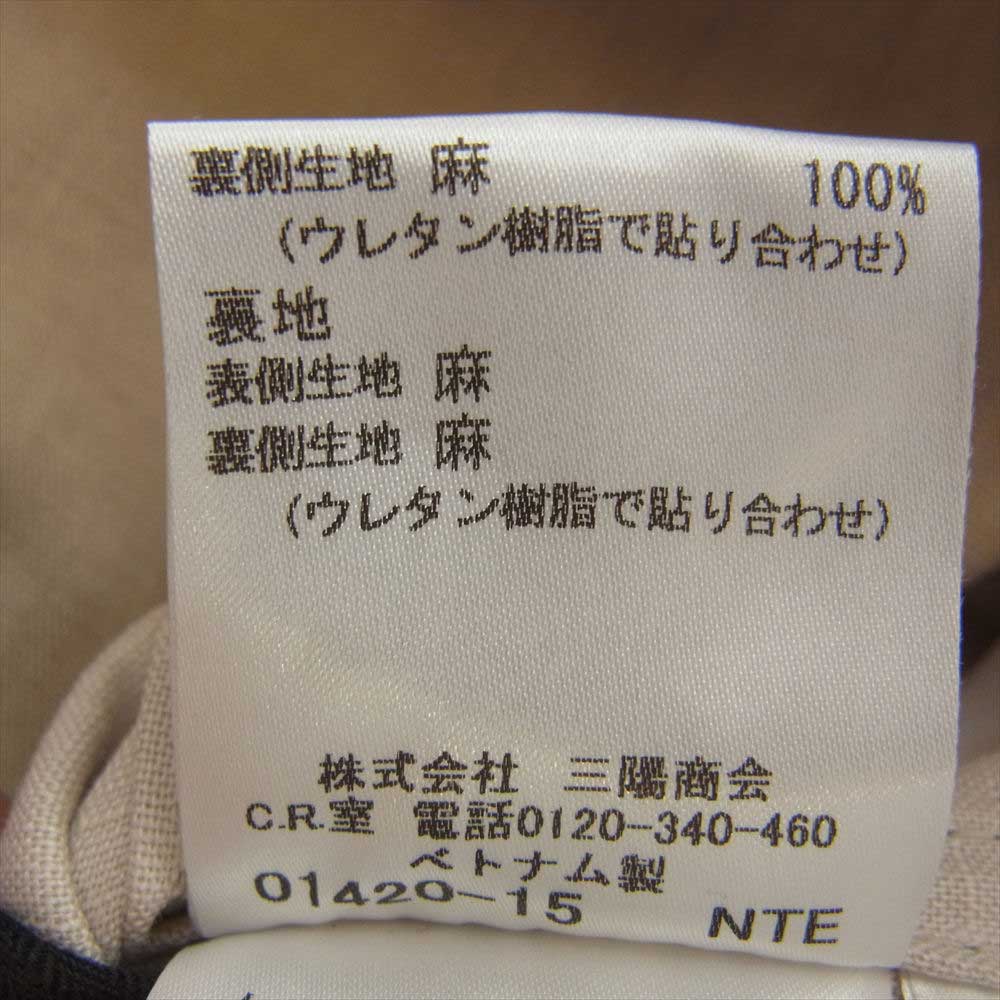 裏側生地 麻 100%
(ウレタン樹脂で貼り合わせ)
裏地
表側生地 麻
裏側生地 麻
(ウレタン樹脂で貼り合わせ)
株式会社 三陽商会
C.R.室 電話0120-340-460
ベトナム製
01420-15 NTE